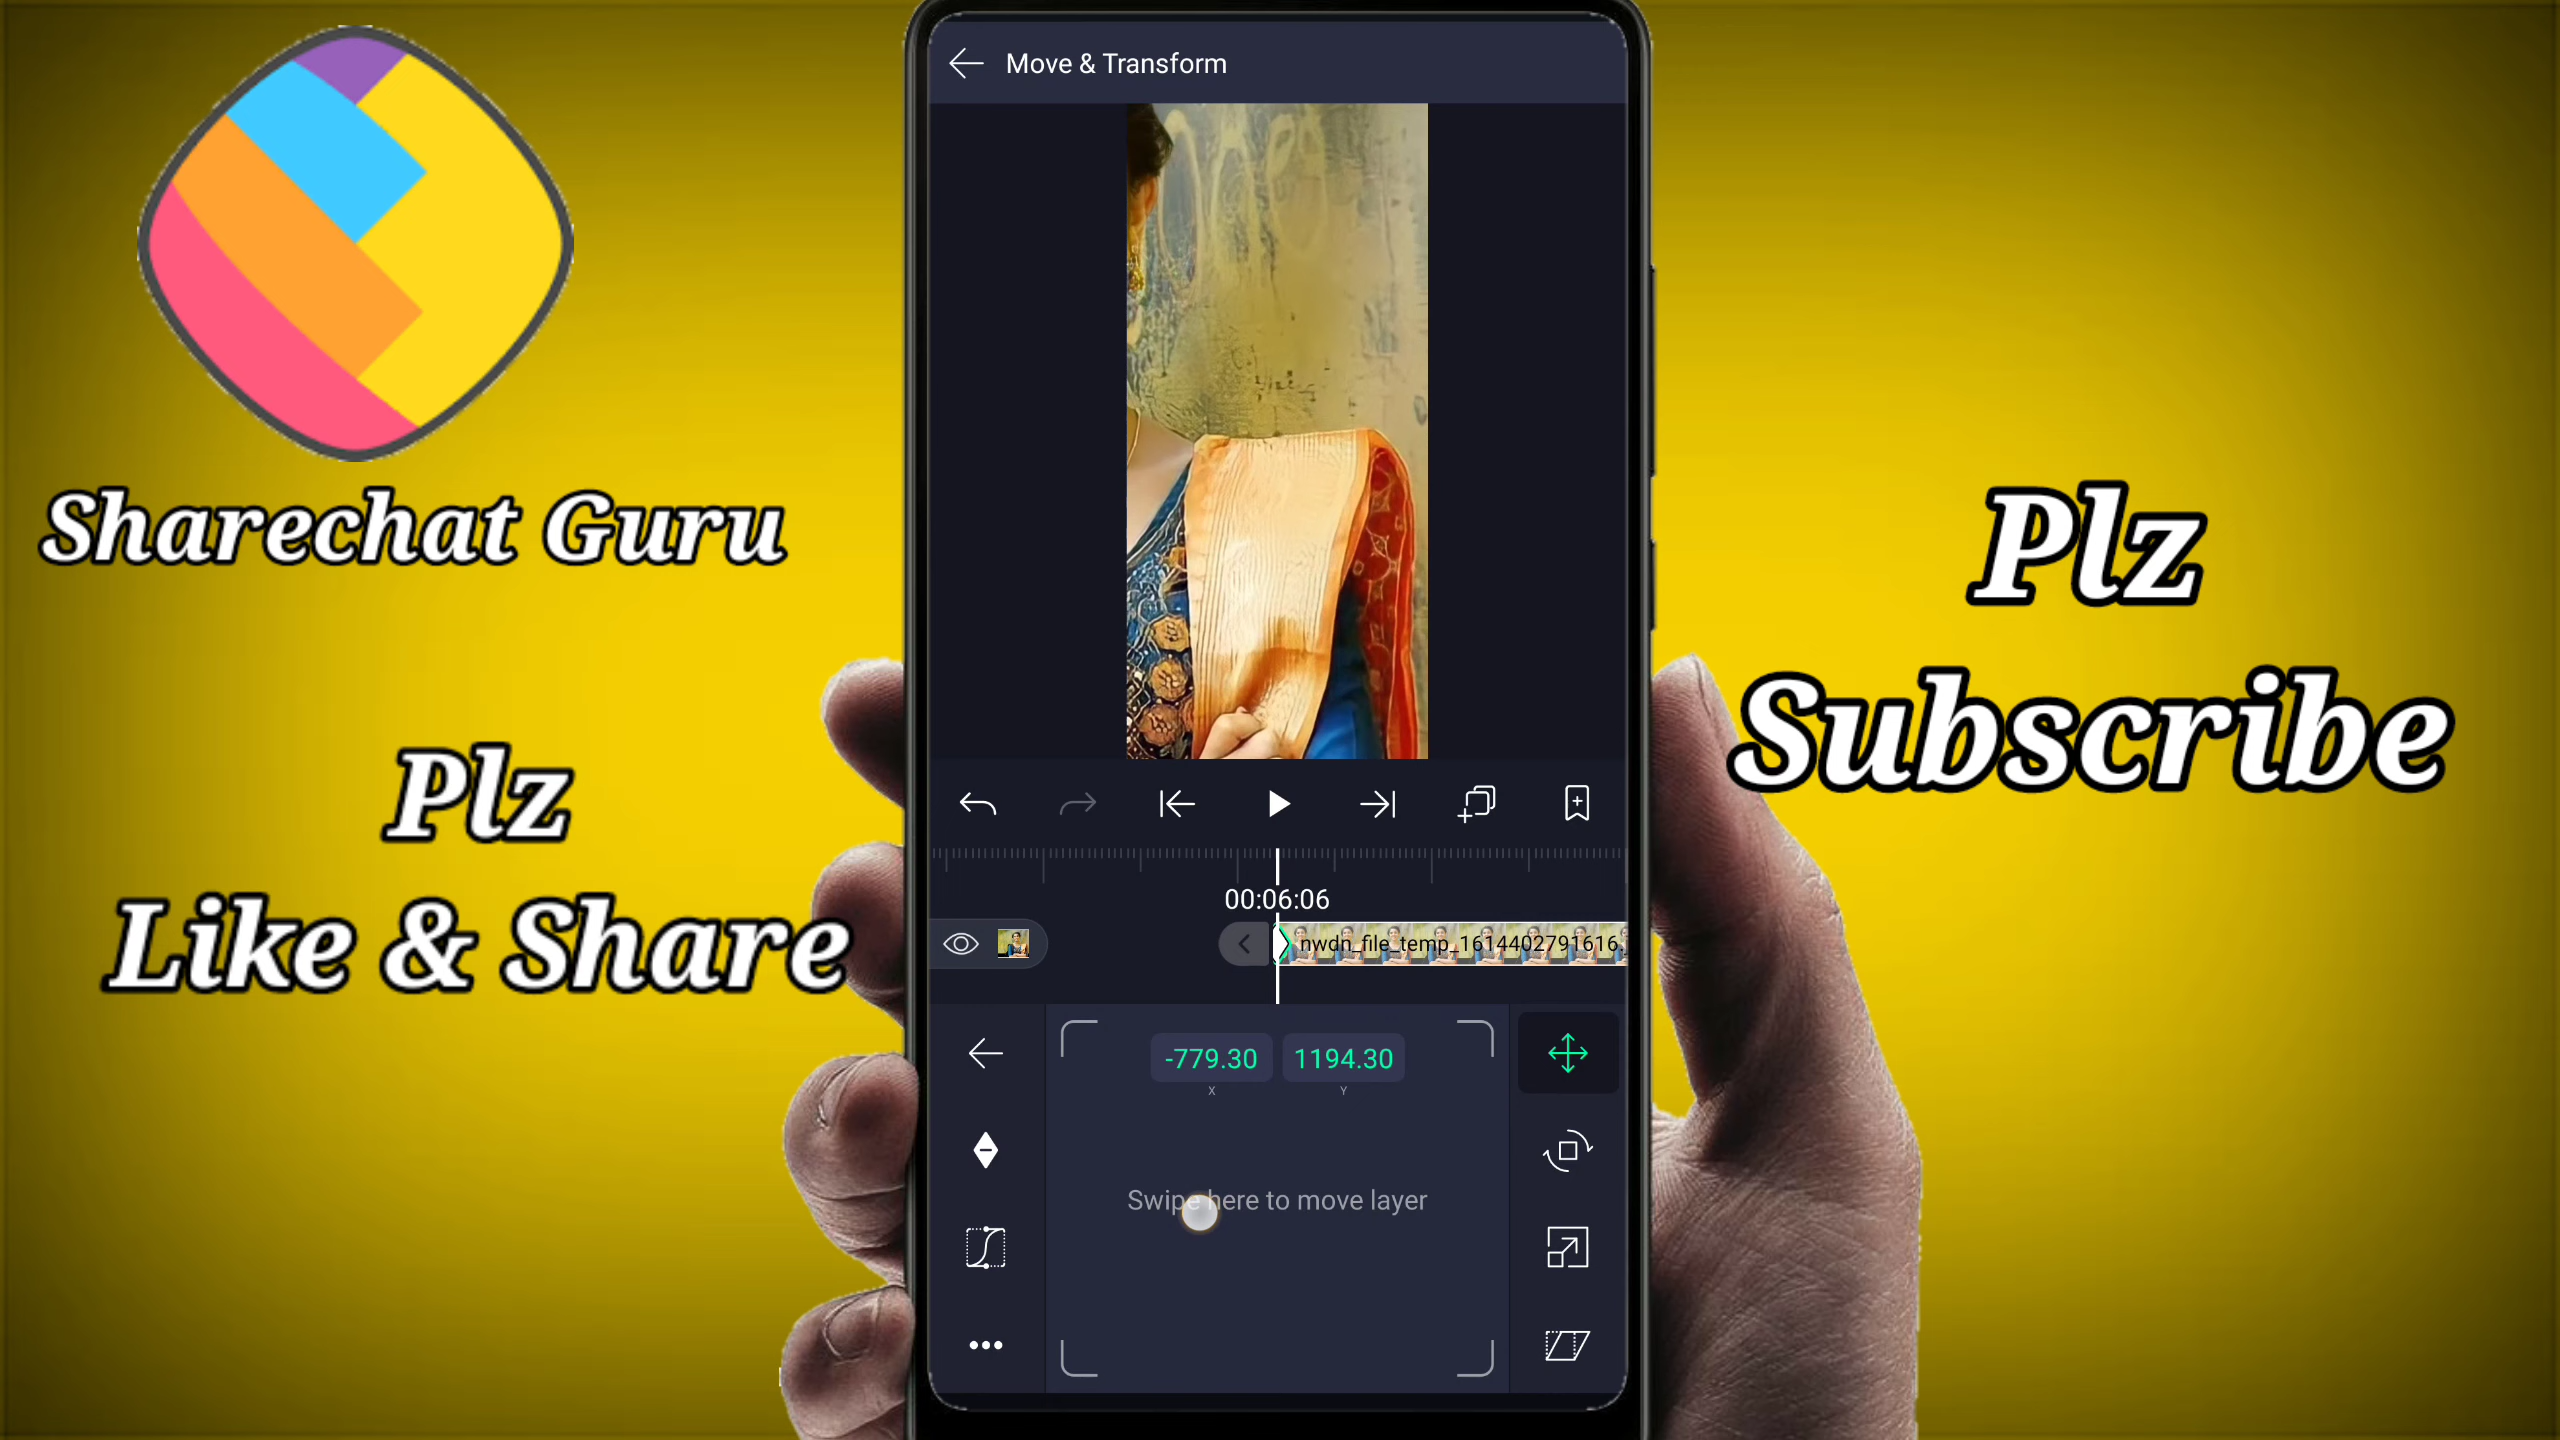 Move & Transform
Sharechat Guru
Plz
Like & Share
Plz
Subscribe
00:06:06
nwdn_file_temp_1614402791616.
-779.30 1194.30
X Y
Swipe here to move layer